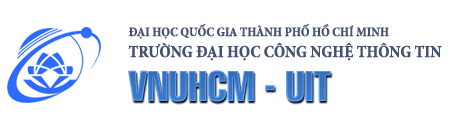 ĐẠI HỌC QUỐC GIA THÀNH PHỐ HỒ CHÍ MINH
TRƯỜNG ĐẠI HỌC CÔNG NGHỆ THÔNG TIN
VNUHCM - UIT